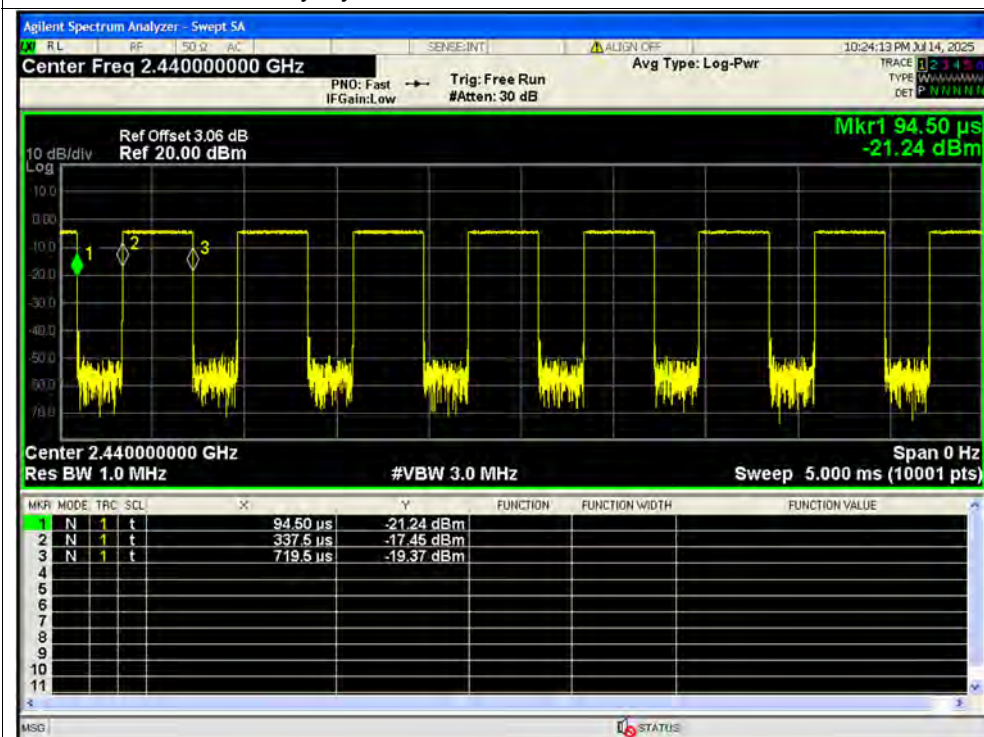 Agilent Spectrum Analyzer - Swept SA
RL RF 50 Ω AC SENSE:INT ALIGN OFF 10:24:13 PM Jul 14, 2025
Center Freq 2.440000000 GHz Avg Type: Log-Pwr TRACE 1 2 3 4 5 6
PNO: Fast Trig: Free Run TYPE
IFGain:Low #Atten: 30 dB DET P N N N N N
Mkr1 94.50 µs
-21.24 dBm
Ref Offset 3.06 dB
10 dB/div Ref 20.00 dBm
Log
10.0
0.00
-10.0
-20.0
-30.0
-40.0
-50.0
-60.0
-70.0
1
2
3
Center 2.440000000 GHz Span 0 Hz
Res BW 1.0 MHz #VBW 3.0 MHz Sweep 5.000 ms (10001 pts)
MKR MODE TRC SCL X Y FUNCTION FUNCTION WIDTH FUNCTION VALUE
1 N 1 t 94.50 µs -21.24 dBm
2 N 1 t 337.5 µs -17.45 dBm
3 N 1 t 719.5 µs -19.37 dBm
4
5
6
7
8
9
10
11
MSG STATUS